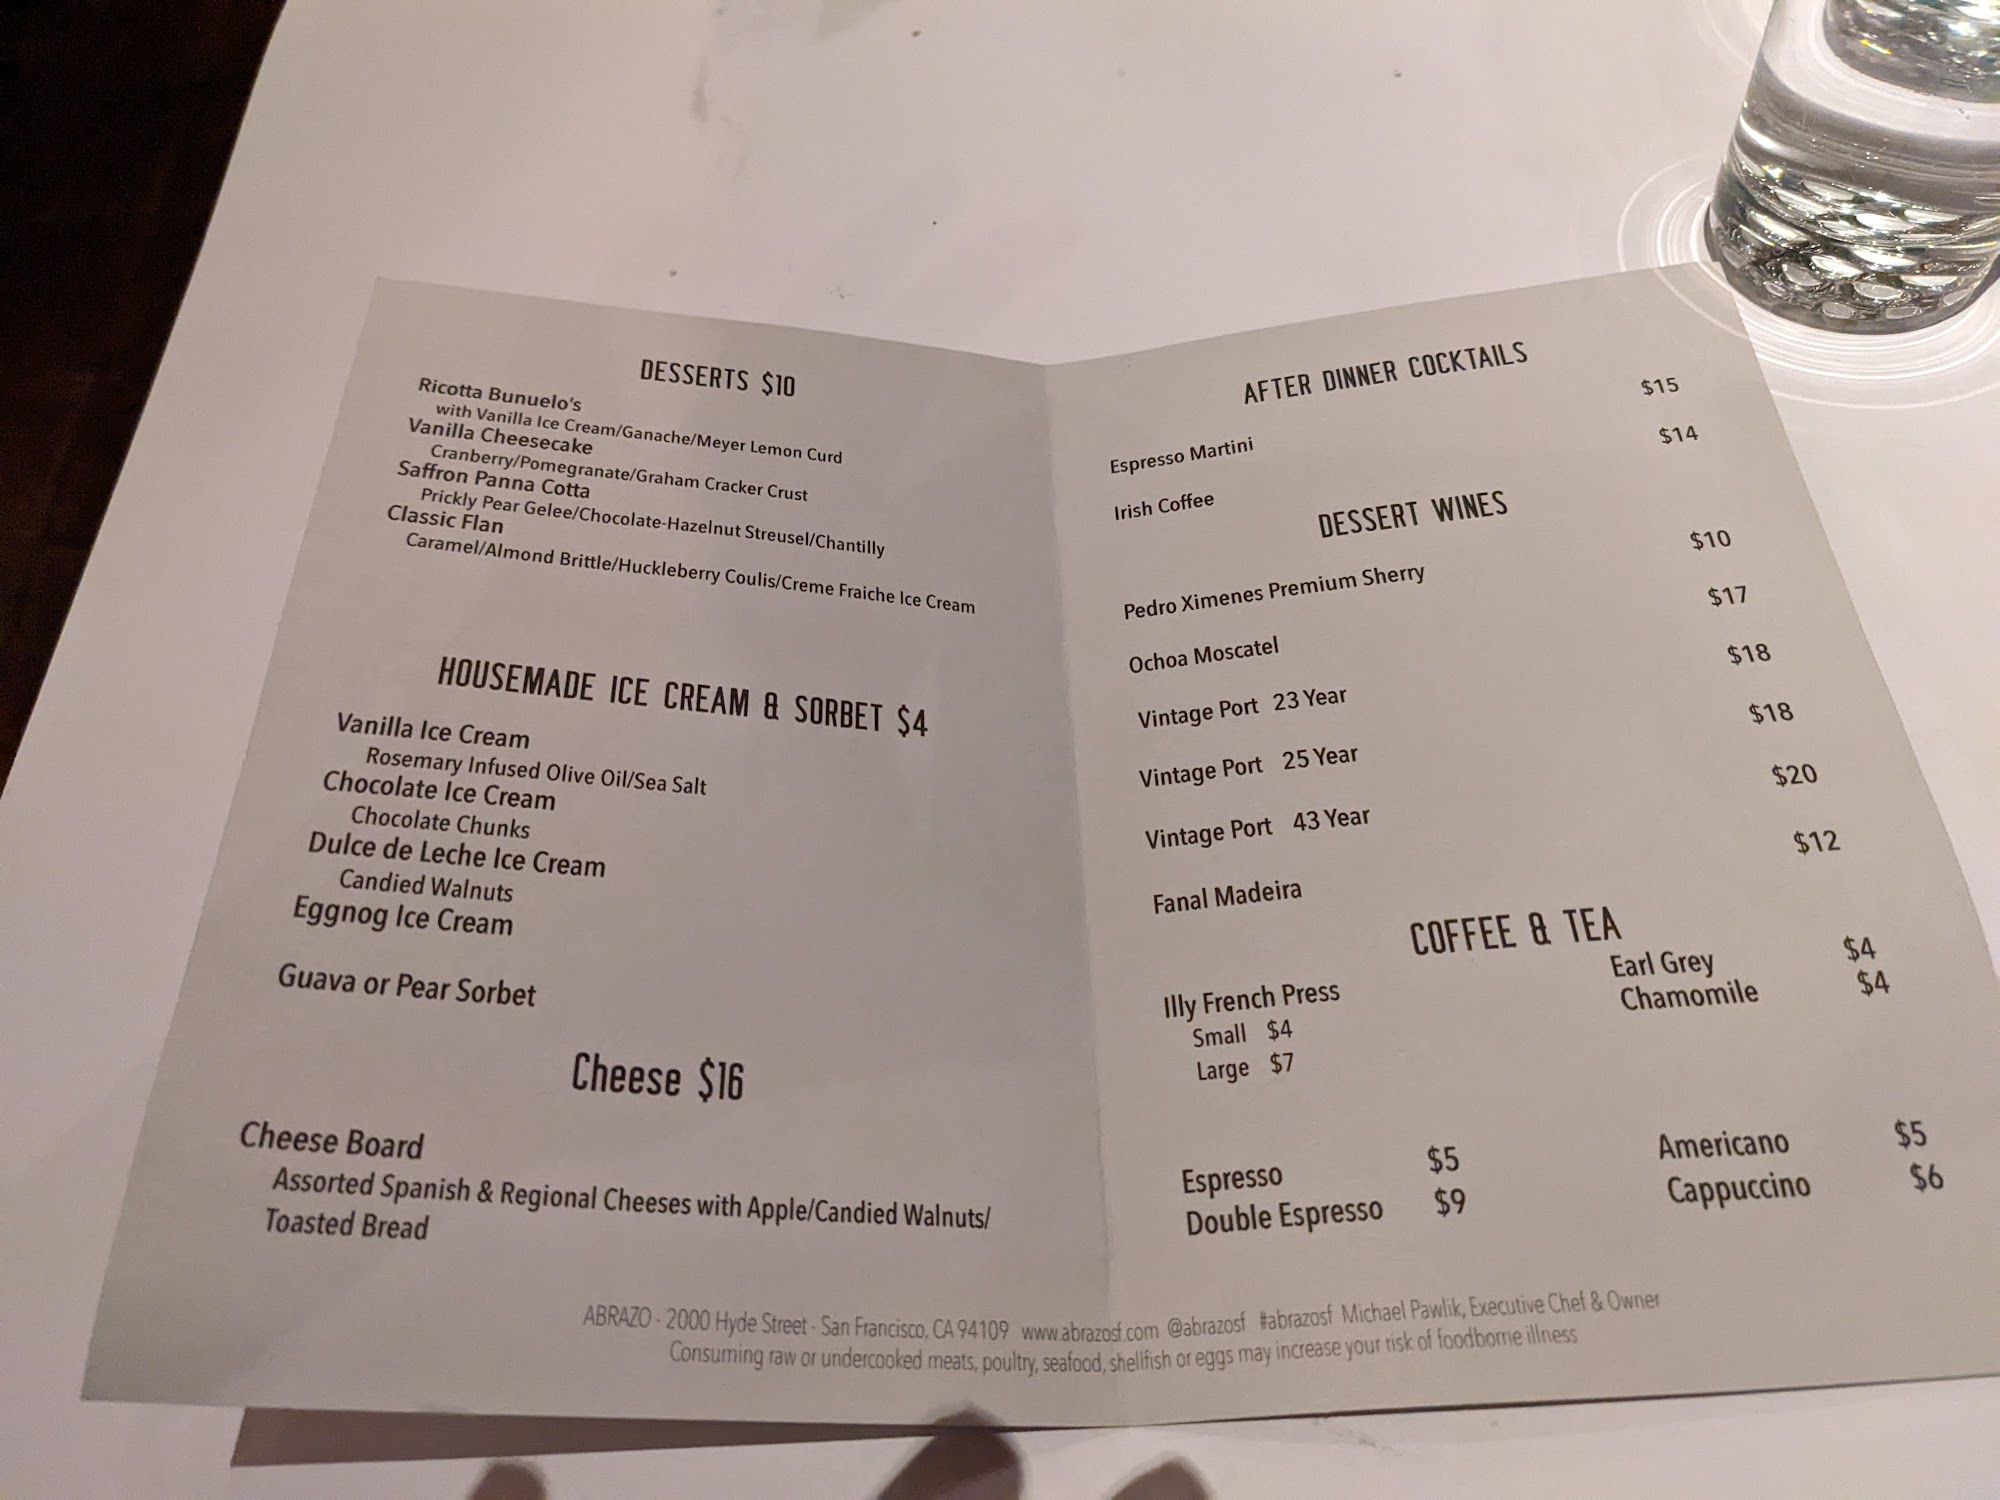 DESSERTS $10
Ricotta Bunuelo's
with Vanilla Ice Cream/Ganache/Meyer Lemon Curd
Vanilla Cheesecake
Cranberry/Pomegranate/Graham Cracker Crust
Saffron Panna Cotta
Prickly Pear Gelee/Chocolate-Hazelnut Streusel/Chantilly
Classic Flan
Caramel/Almond Brittle/Huckleberry Coulis/Creme Fraiche Ice Cream
HOUSEMADE ICE CREAM & SORBET $4
Vanilla Ice Cream
Rosemary Infused Olive Oil/Sea Salt
Chocolate Ice Cream
Chocolate Chunks
Dulce de Leche Ice Cream
Candied Walnuts
Eggnog Ice Cream
Guava or Pear Sorbet
Cheese $16
Cheese Board
Assorted Spanish & Regional Cheeses with Apple/Candied Walnuts/
Toasted Bread
AFTER DINNER COCKTAILS
Espresso Martini $15
Irish Coffee $14
DESSERT WINES
Pedro Ximenes Premium Sherry $10
Ochoa Moscatel $17
Vintage Port 23 Year $18
Vintage Port 25 Year $18
Vintage Port 43 Year $20
Fanal Madeira $12
COFFEE & TEA
Illy French Press
Small $4
Large $7
Earl Grey $4
Chamomile $4
Espresso $5
Double Espresso $9
Americano $5
Cappuccino $6
ABRAZO - 2000 Hyde Street - San Francisco, CA 94109 www.abrazosf.com @abrazosf #abrazosf Michael Pawlik, Executive Chef & Owner
Consuming raw or undercooked meats, poultry, seafood, shellfish or eggs may increase your risk of foodborne illness